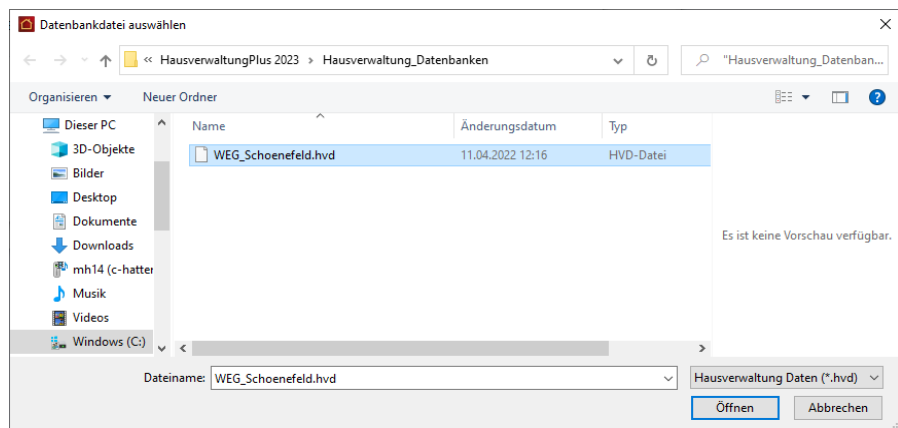 Datenbankdatei auswählen
« HausverwaltungPlus 2023 › Hausverwaltung_Datenbanken
"Hausverwaltung_Datenban...
Organisieren
Neuer Ordner
Dieser PC
3D-Objekte
Bilder
Desktop
Dokumente
Downloads
mh14 (c-hatter
Musik
Videos
Windows (C:)
Name Änderungsdatum Typ
WEG_Schoenefeld.hvd 11.04.2022 12:16 HVD-Datei
Es ist keine Vorschau verfügbar.
Dateiname: WEG_Schoenefeld.hvd Hausverwaltung Daten (*.hvd)
Öffnen Abbrechen